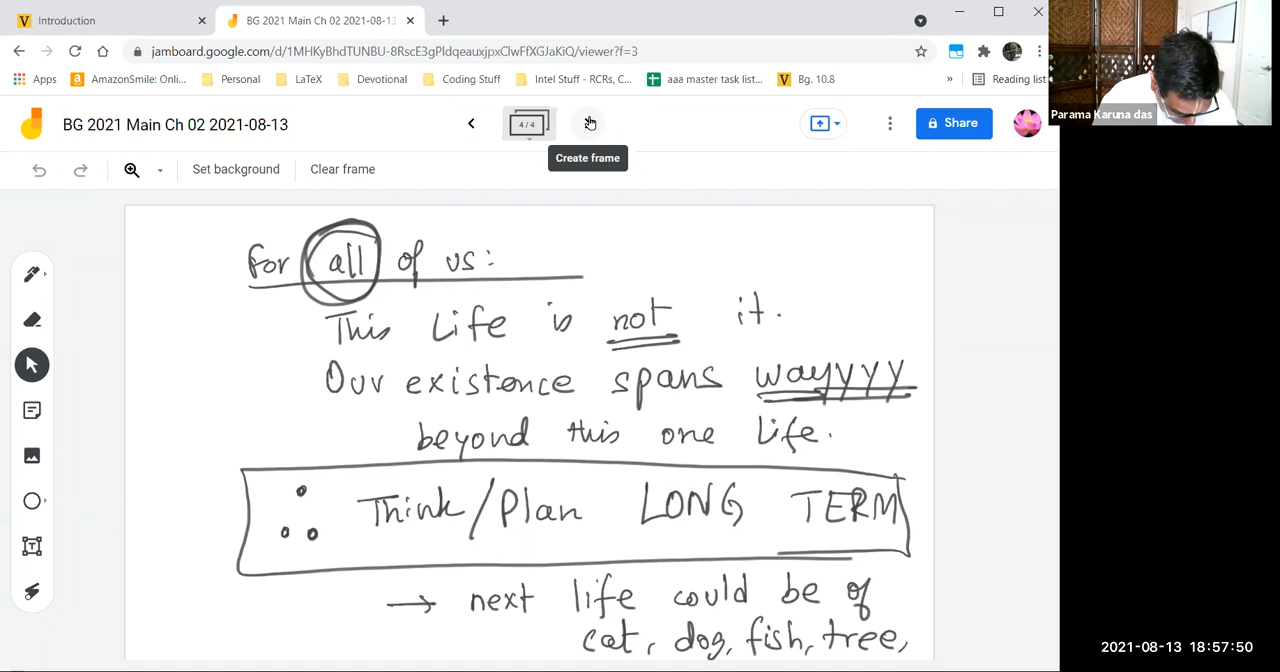 Introduction
BG 2021 Main Ch 02 2021-08-13
jamboard.google.com/d/1MHKyBhdTUNBU-8RscE3gPldqeauxjpxClwFfXGJaKiQ/viewer?f=3
Apps AmazonSmile: Onli... Personal LaTeX Devotional Coding Stuff Intel Stuff - RCRs, C... aaa master task list... Bg. 10.8 » Reading list
Parama Karuna das
BG 2021 Main Ch 02 2021-08-13
4 / 4
Share
Create frame
Set background Clear frame
For all of us:
This Life is not it.
Our existence spans wayyyy
beyond this one life.
∴ Think/Plan LONG TERM
→ next life could be of
cat, dog, fish, tree,
2021-08-13 18:57:50